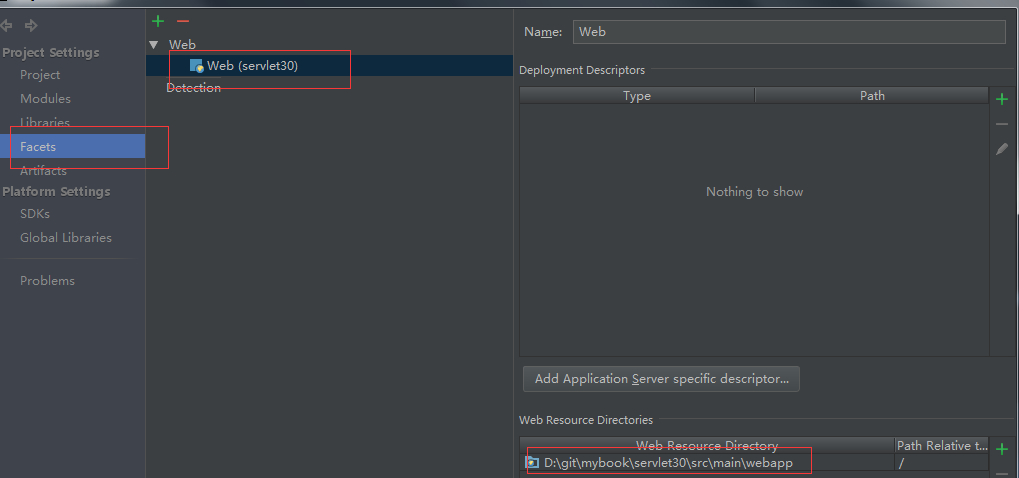 Project Settings
Project
Modules
Libraries
Facets
Artifacts
Platform Settings
SDKs
Global Libraries
Problems
Web
Web (servlet30)
Detection
Name: Web
Deployment Descriptors
Type Path
Nothing to show
Add Application Server specific descriptor...
Web Resource Directories
Web Resource Directory Path Relative t...
D:\git\mybook\servlet30\src\main\webapp /